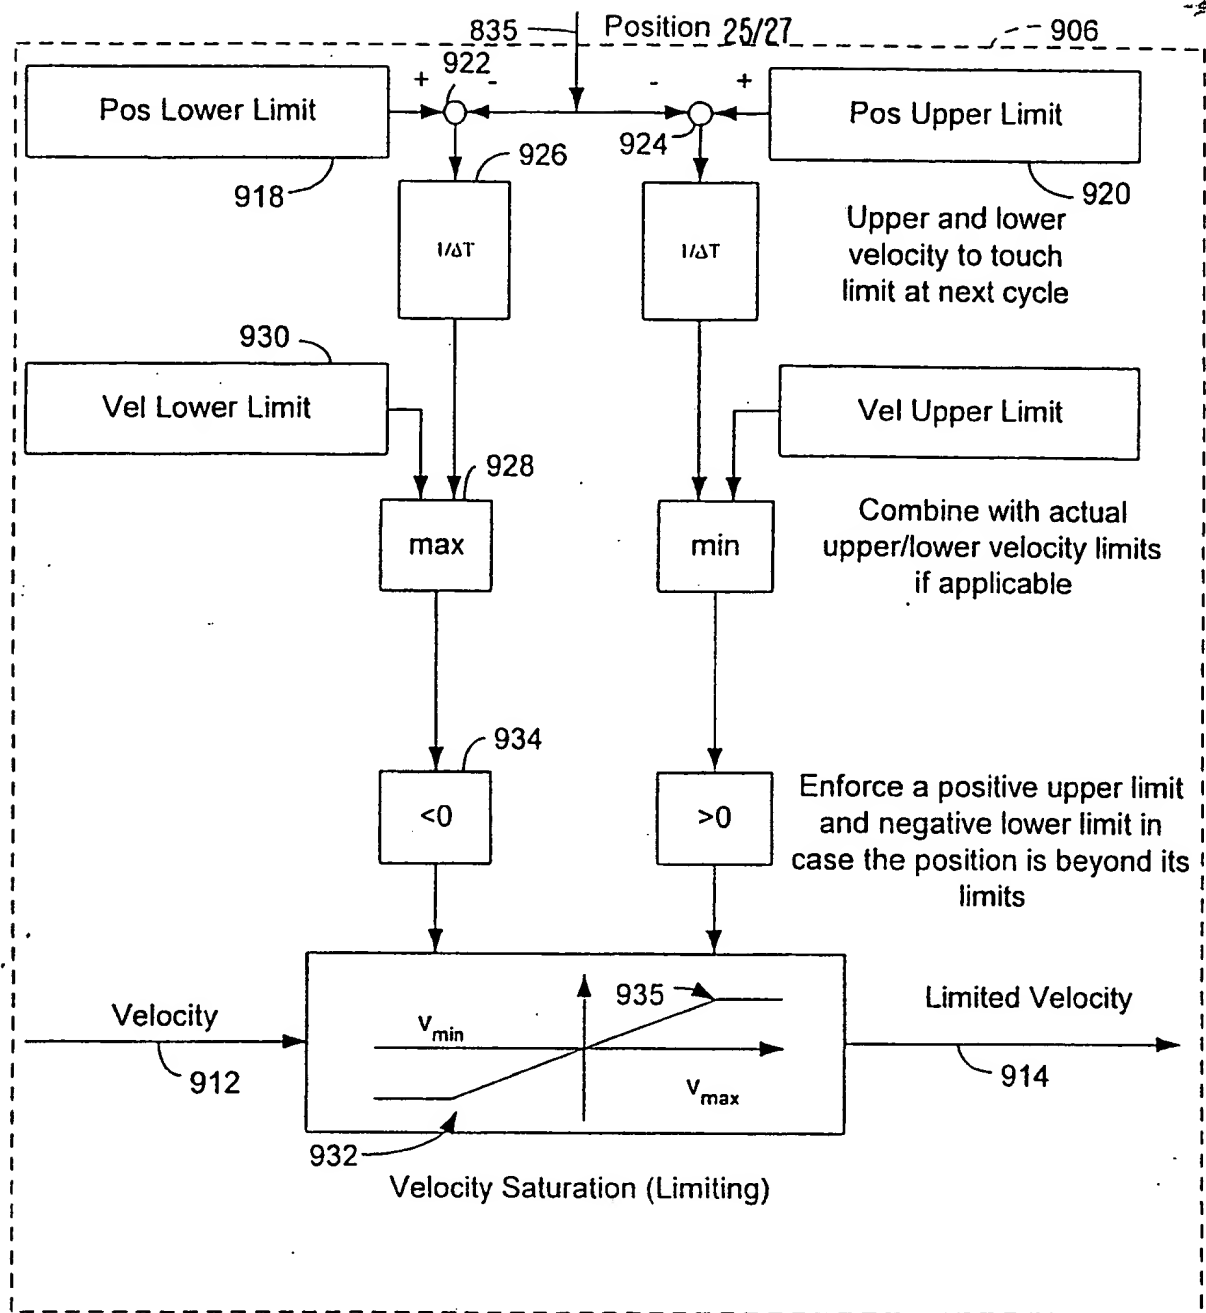 835
Position 25/27
906
922
+
-
-
+
Pos Lower Limit
Pos Upper Limit
924
926
918
920
1/ΔT
1/ΔT
Upper and lower
velocity to touch
limit at next cycle
930
Vel Lower Limit
Vel Upper Limit
928
max
min
Combine with actual
upper/lower velocity limits
if applicable
934
<0
>0
Enforce a positive upper limit
and negative lower limit in
case the position is beyond its
limits
Velocity
935
Limited Velocity
vmin
912
914
vmax
932
Velocity Saturation (Limiting)